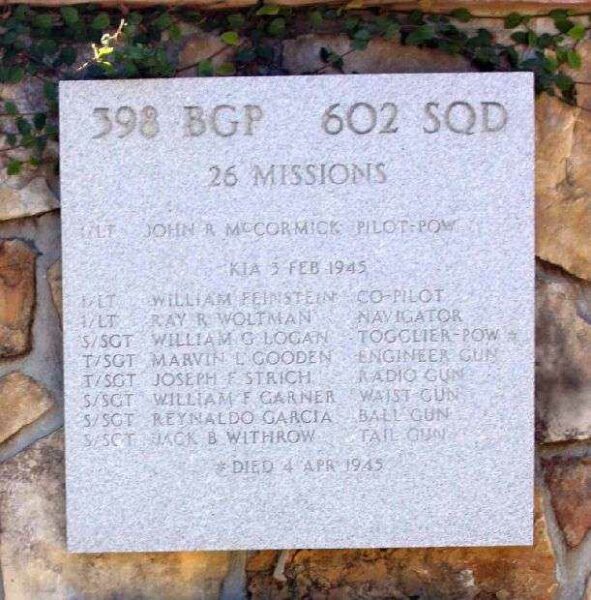 398 BGP 602 SQD
26 MISSIONS
1/LT JOHN R McCORMICK PILOT-POW
KIA 3 FEB 1945
1/LT WILLIAM FEINSTEIN CO-PILOT
1/LT RAY R WOLTMAN NAVIGATOR
S/SGT WILLIAM G LOGAN TOGGLIER-POW *
T/SGT MARVIN L GOODEN ENGINEER GUN
T/SGT JOSEPH F STRICH RADIO GUN
S/SGT WILLIAM F GARNER WAIST GUN
S/SGT REYNALDO GARCIA BALL GUN
S/SGT JACK B WITHROW TAIL GUN
* DIED 4 APR 1945